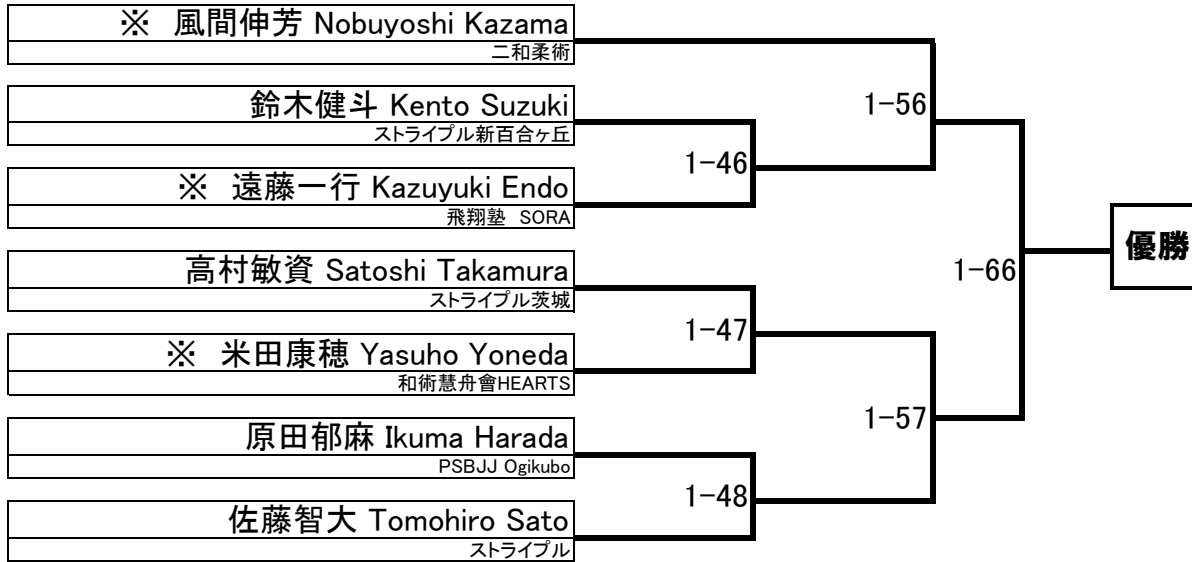 ※ 風間伸芳 Nobuyoshi Kazama
二和柔術
鈴木健斗 Kento Suzuki
ストライプル新百合ヶ丘
※ 遠藤一行 Kazuyuki Endo
飛翔塾 SORA
高村敏資 Satoshi Takamura
ストライプル茨城
※ 米田康穂 Yasuho Yoneda
和術慧舟會HEARTS
原田郁麻 Ikuma Harada
PSBJJ Ogikubo
佐藤智大 Tomohiro Sato
ストライプル
1-46
1-47
1-48
1-56
1-57
1-66
優勝